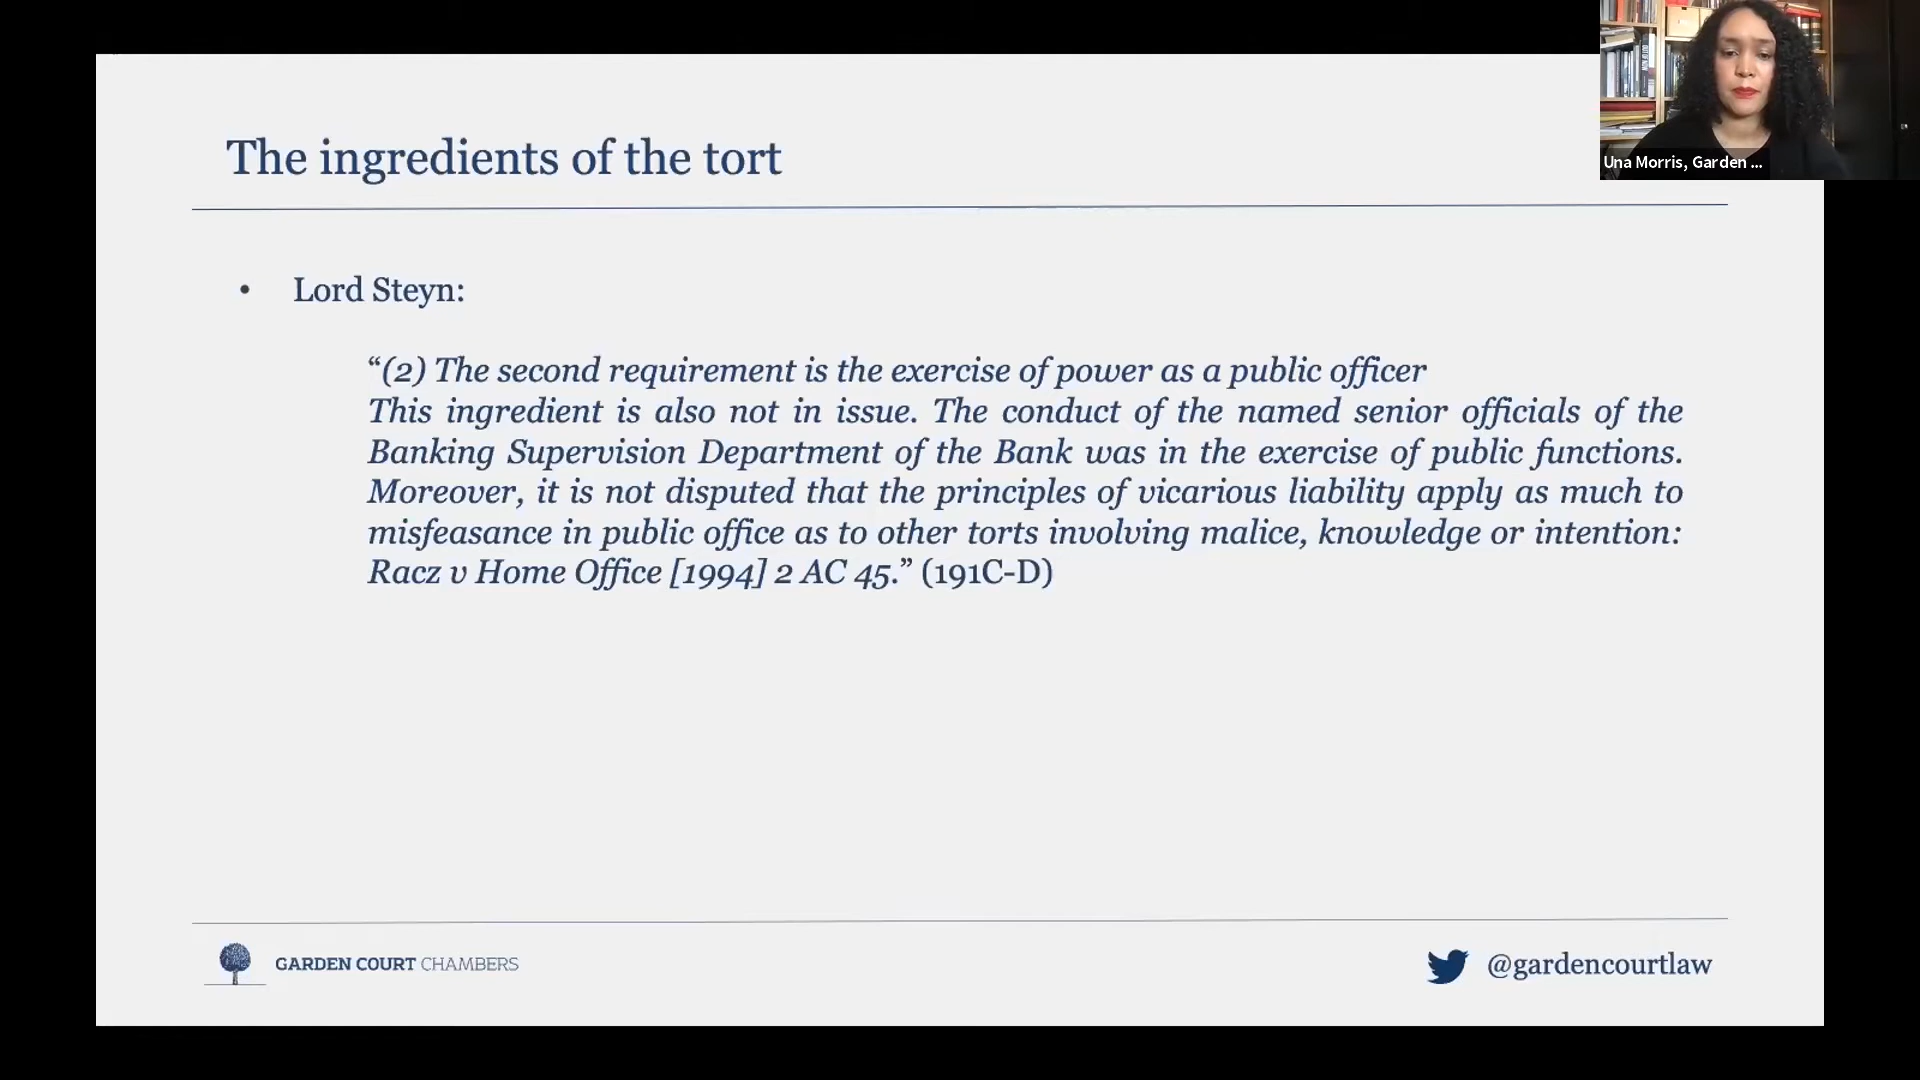 The ingredients of the tort
Una Morris, Garden ...
• Lord Steyn:
“(2) The second requirement is the exercise of power as a public officer
This ingredient is also not in issue. The conduct of the named senior officials of the
Banking Supervision Department of the Bank was in the exercise of public functions.
Moreover, it is not disputed that the principles of vicarious liability apply as much to
misfeasance in public office as to other torts involving malice, knowledge or intention:
Racz v Home Office [1994] 2 AC 45.” (191C-D)
GARDEN COURT CHAMBERS
@gardencourtlaw